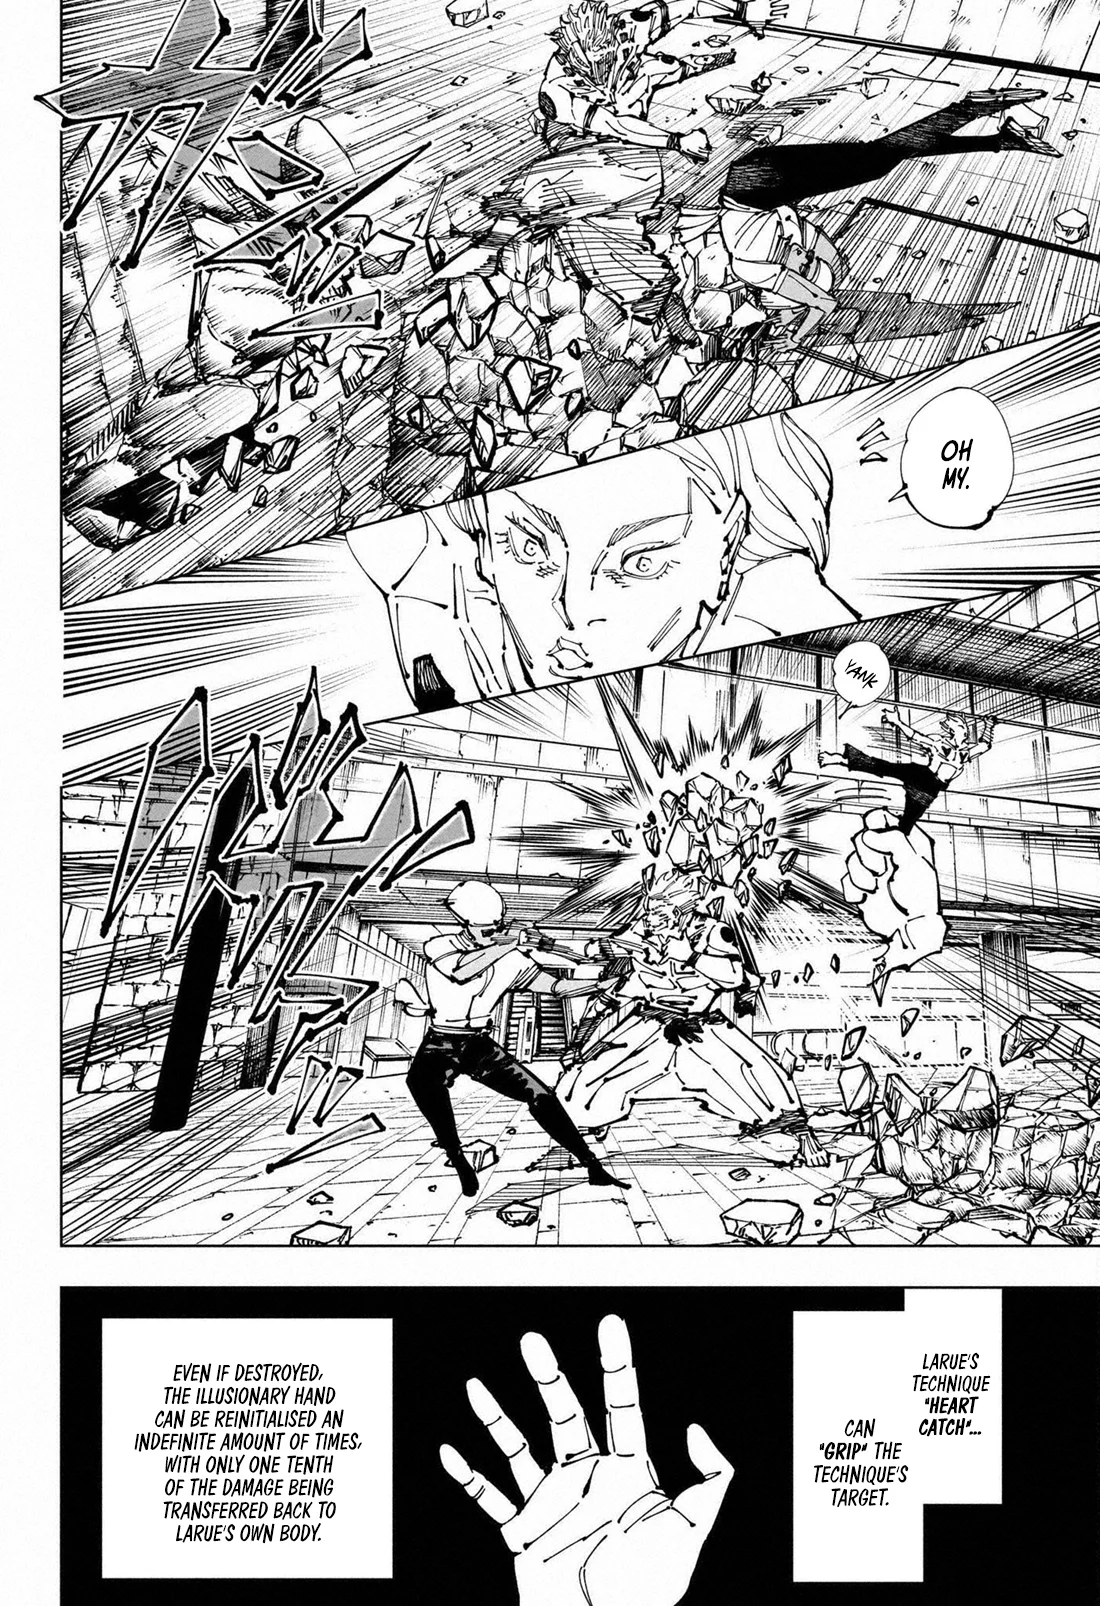 OH
MY.
YANK
LARUE'S
TECHNIQUE
"HEART
CATCH"...
CAN
"GRIP" THE
TECHNIQUE'S
TARGET.
EVEN IF DESTROYED,
THE ILLUSIONARY HAND
CAN BE REINITIALISED AN
INDEFINITE AMOUNT OF TIMES,
WITH ONLY ONE TENTH
OF THE DAMAGE BEING
TRANSFERRED BACK TO
LARUE'S OWN BODY.